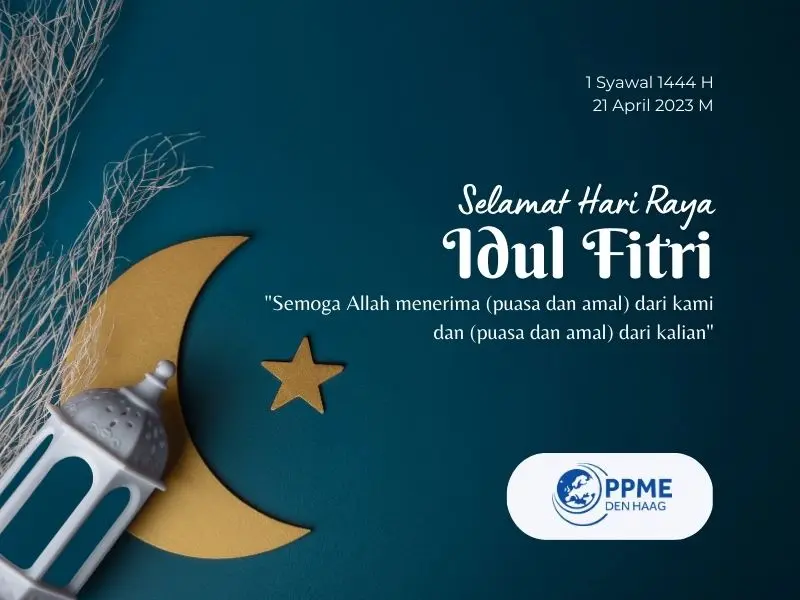 1 Syawal 1444 H
21 April 2023 M
Selamat Hari Raya
Idul Fitri
"Semoga Allah menerima (puasa dan amal) dari kami
dan (puasa dan amal) dari kalian"
PPME
DEN HAAG